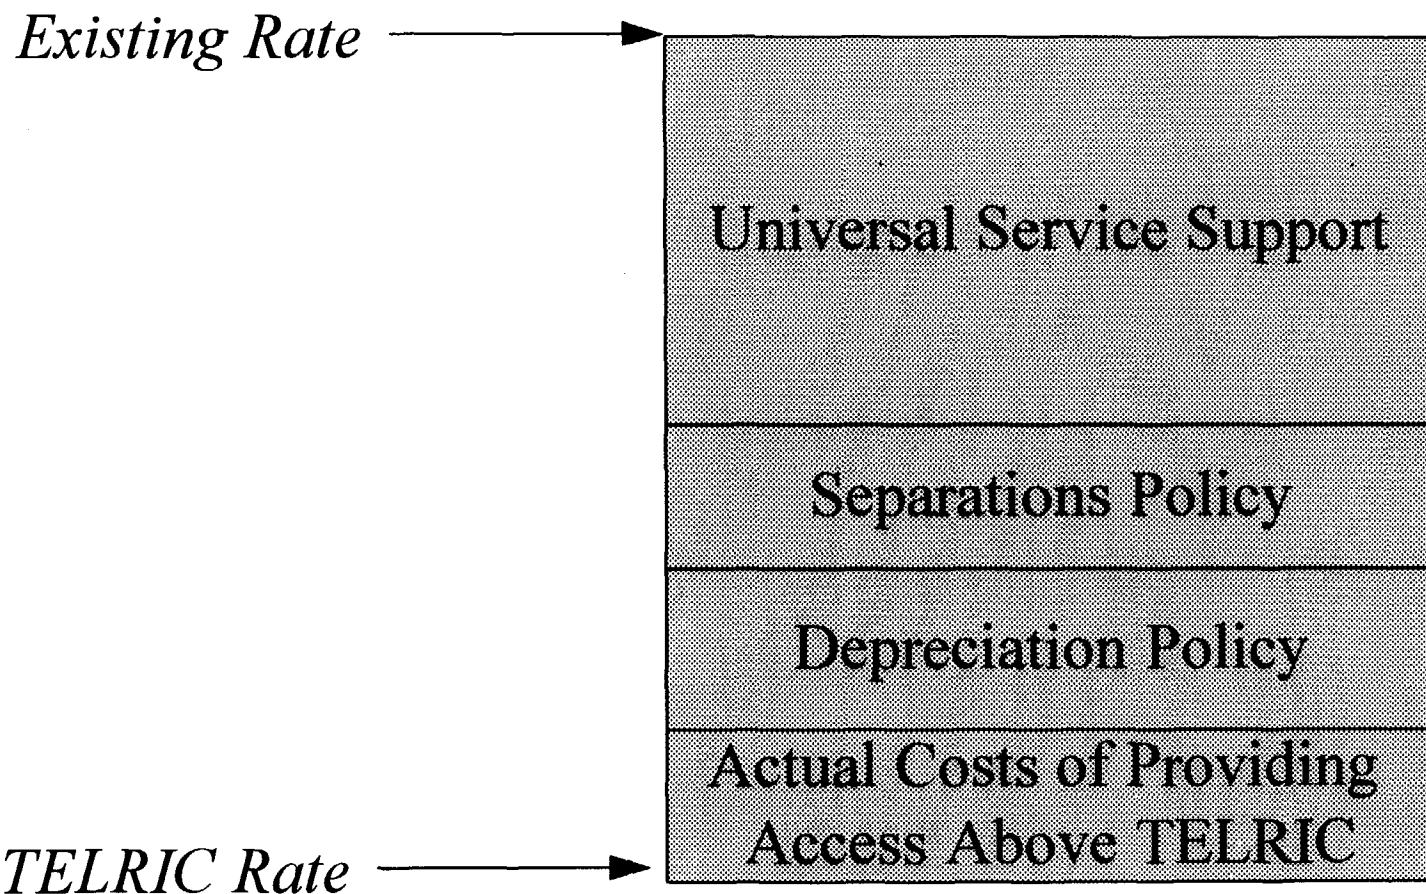 Existing Rate
Universal Service Support
Separations Policy
Depreciation Policy
Actual Costs of Providing
Access Above TELRIC
TELRIC Rate